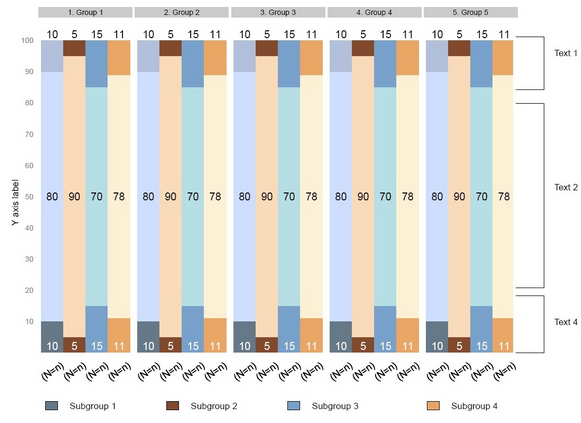 1. Group 1 2. Group 2 3. Group 3 4. Group 4 5. Group 5
10 5 15 11 10 5 15 11 10 5 15 11 10 5 15 11 10 5 15 11
100
Text 1
90
80
70
60
Y axis label
50
80 90 70 78 80 90 70 78 80 90 70 78 80 90 70 78 80 90 70 78
Text 2
40
30
20
10
Text 4
10 5 15 11 10 5 15 11 10 5 15 11 10 5 15 11 10 5 15 11
(N=n) (N=n) (N=n) (N=n) (N=n) (N=n) (N=n) (N=n) (N=n) (N=n) (N=n) (N=n) (N=n) (N=n) (N=n) (N=n) (N=n) (N=n) (N=n) (N=n)
Subgroup 1 Subgroup 2 Subgroup 3 Subgroup 4